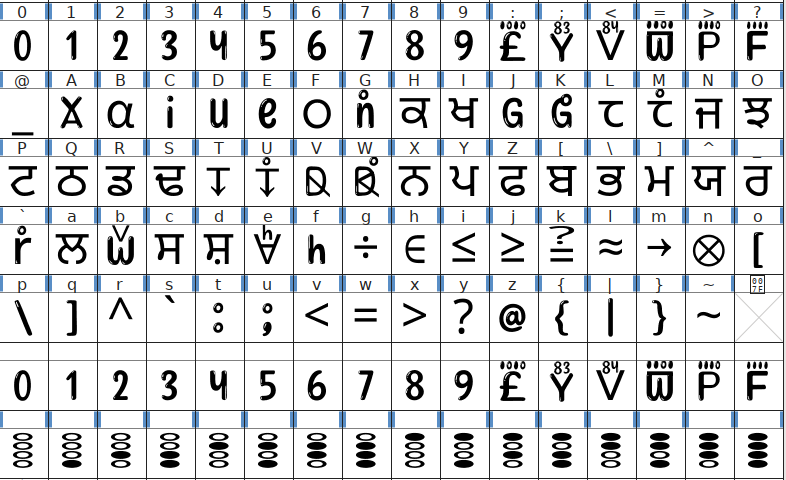 0 1 2 3 4 5 6 7 8 9 : ; < = > ?
0 1 2 3 4 5 6 7 8 9 £ 83 Y 84 V W P F
@ A B C D E F G H I J K L M N O
_ X ɑ i u e O n̊ ਕ ਖ G G̊ ਜ ਝ
P Q R S T U V W X Y Z [ \ ] ^ _
ਟ ਠ ਡ ਢ ਨ ਪ ਫ ਬ ਭ ਮ ਯ ਰ
` a b c d e f g h i j k l m n o
r̊ ਲ ਸ ਸ਼ h ÷ ∈ ≤ ≥ ≟ ≈ → ⊗ [
p q r s t u v w x y z { | } ~ 007F
\ ] ^ ` : ; < = > ? @ { | } ~
0 1 2 3 4 5 6 7 8 9 £ 83 Y 84 V W P F